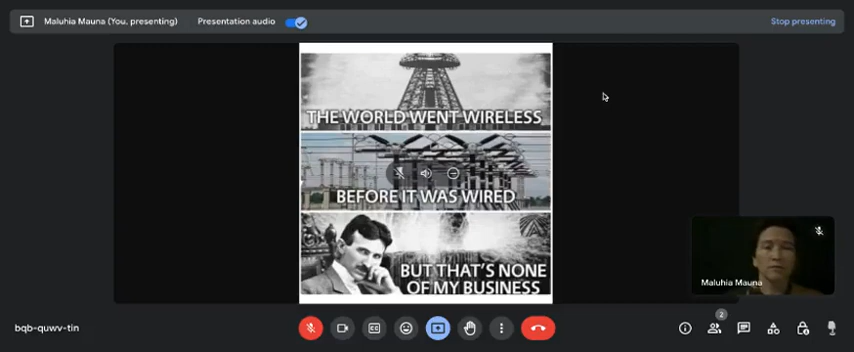 Maluhia Mauna (You, presenting)
Presentation audio
Stop presenting
THE WORLD WENT WIRELESS
BEFORE IT WAS WIRED
BUT THAT'S NONE
OF MY BUSINESS
Maluhia Mauna
bqb-quwv-tin
CC
2